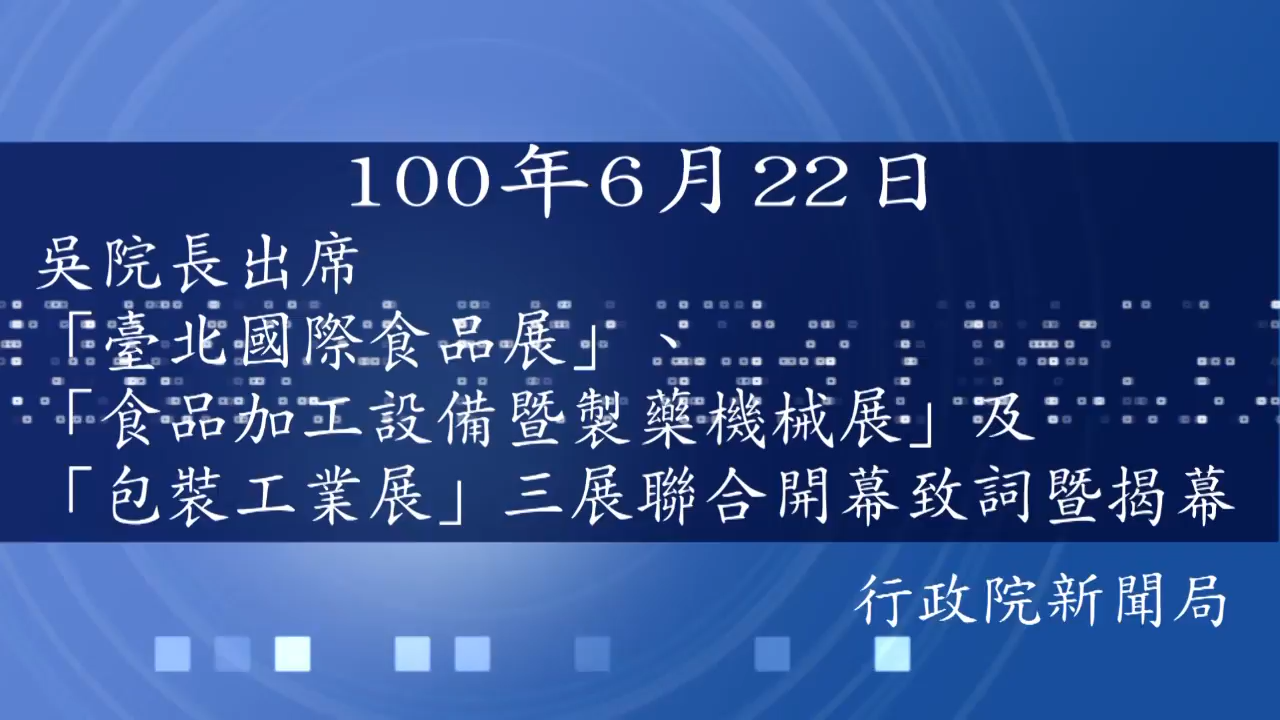 100年6月22日
吳院長出席
「臺北國際食品展」、
「食品加工設備暨製藥機械展」及
「包裝工業展」三展聯合開幕致詞暨揭幕
行政院新聞局